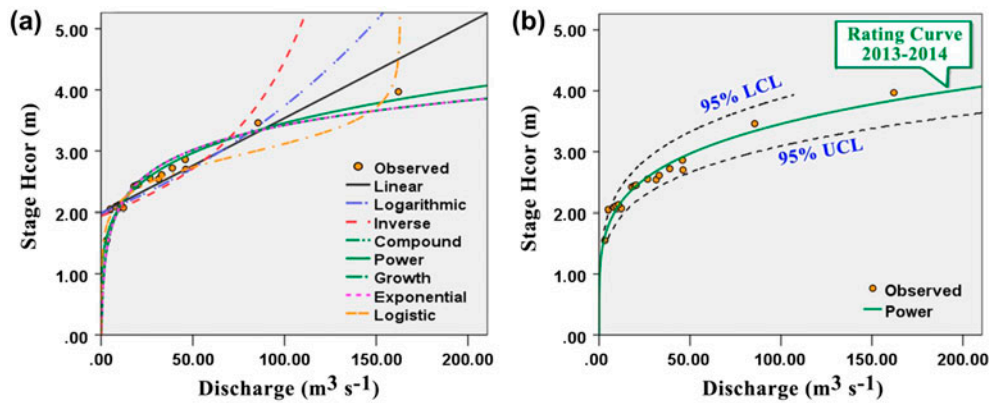 (a)
Stage Hcor (m)
5.00
4.00
3.00
2.00
1.00
.00
Observed
Linear
Logarithmic
Inverse
Compound
Power
Growth
Exponential
Logistic
.00 50.00 100.00 150.00 200.00
Discharge (m³ s⁻¹)
(b)
Stage Hcor (m)
5.00
4.00
3.00
2.00
1.00
.00
Rating Curve
2013-2014
95% LCL
95% UCL
Observed
Power
.00 50.00 100.00 150.00 200.00
Discharge (m³ s⁻¹)